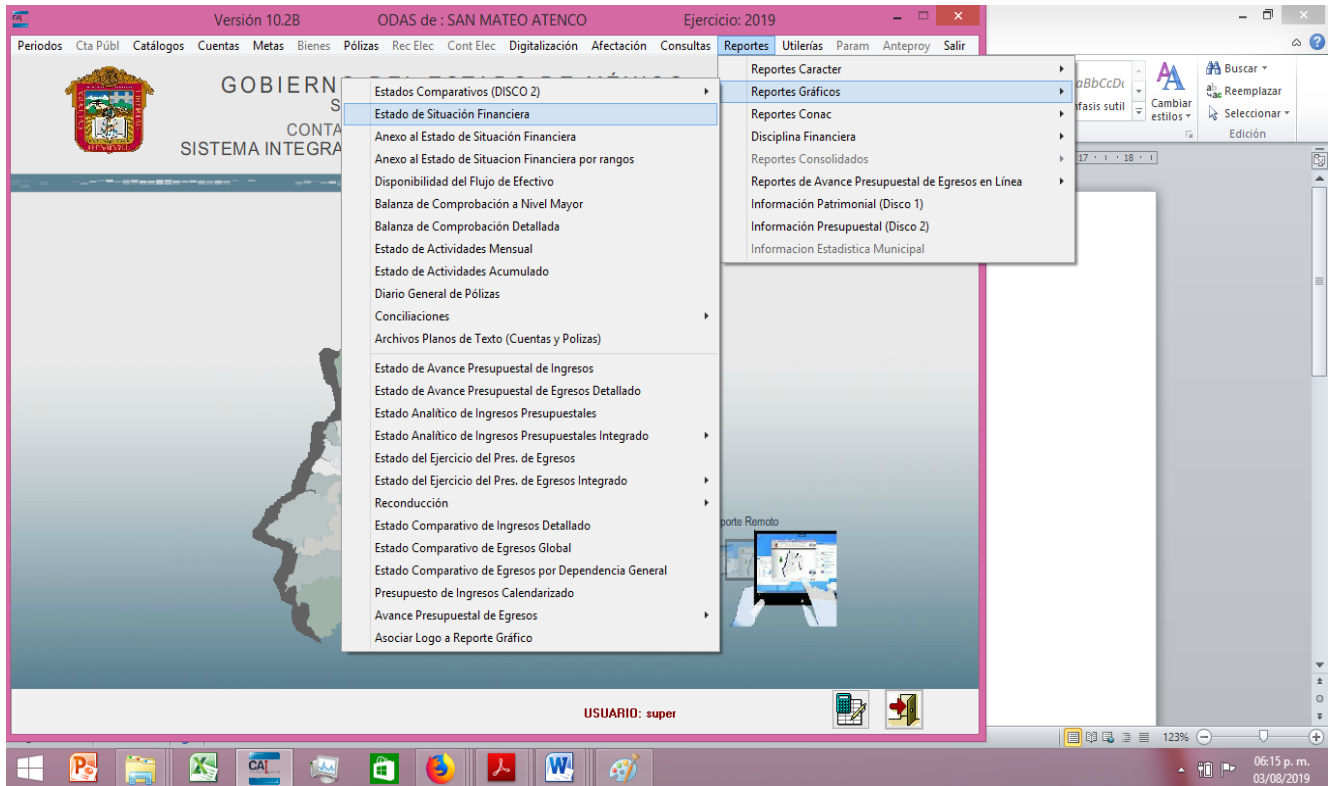 Versión 10.2B ODAS de : SAN MATEO ATENCO Ejercicio: 2019
Periodos Cta Públ Catálogos Cuentas Metas Bienes Pólizas Rec Elec Cont Elec Digitalización Afectación Consultas Reportes Utilerías Param Anteproy Salir
GOBIERN
CONTA
SISTEMA INTEGRA
Estados Comparativos (DISCO 2)
Estado de Situación Financiera
Anexo al Estado de Situación Financiera
Anexo al Estado de Situacion Financiera por rangos
Disponibilidad del Flujo de Efectivo
Balanza de Comprobación a Nivel Mayor
Balanza de Comprobación Detallada
Estado de Actividades Mensual
Estado de Actividades Acumulado
Diario General de Pólizas
Conciliaciones
Archivos Planos de Texto (Cuentas y Polizas)
Estado de Avance Presupuestal de Ingresos
Estado de Avance Presupuestal de Egresos Detallado
Estado Analítico de Ingresos Presupuestales
Estado Analítico de Ingresos Presupuestales Integrado
Estado del Ejercicio del Pres. de Egresos
Estado del Ejercicio del Pres. de Egresos Integrado
Reconducción
Estado Comparativo de Ingresos Detallado
Estado Comparativo de Egresos Global
Estado Comparativo de Egresos por Dependencia General
Presupuesto de Ingresos Calendarizado
Avance Presupuestal de Egresos
Asociar Logo a Reporte Gráfico
Reportes Caracter
Reportes Gráficos
Reportes Conac
Disciplina Financiera
Reportes Consolidados
Reportes de Avance Presupuestal de Egresos en Línea
Información Patrimonial (Disco 1)
Información Presupuestal (Disco 2)
Informacion Estadistica Municipal
porte Remoto
USUARIO: super
aBbCcDı
nfasis sutil
Cambiar
estilos
Buscar
Reemplazar
Seleccionar
Edición
17 18
123%
06:15 p. m.
03/08/2019